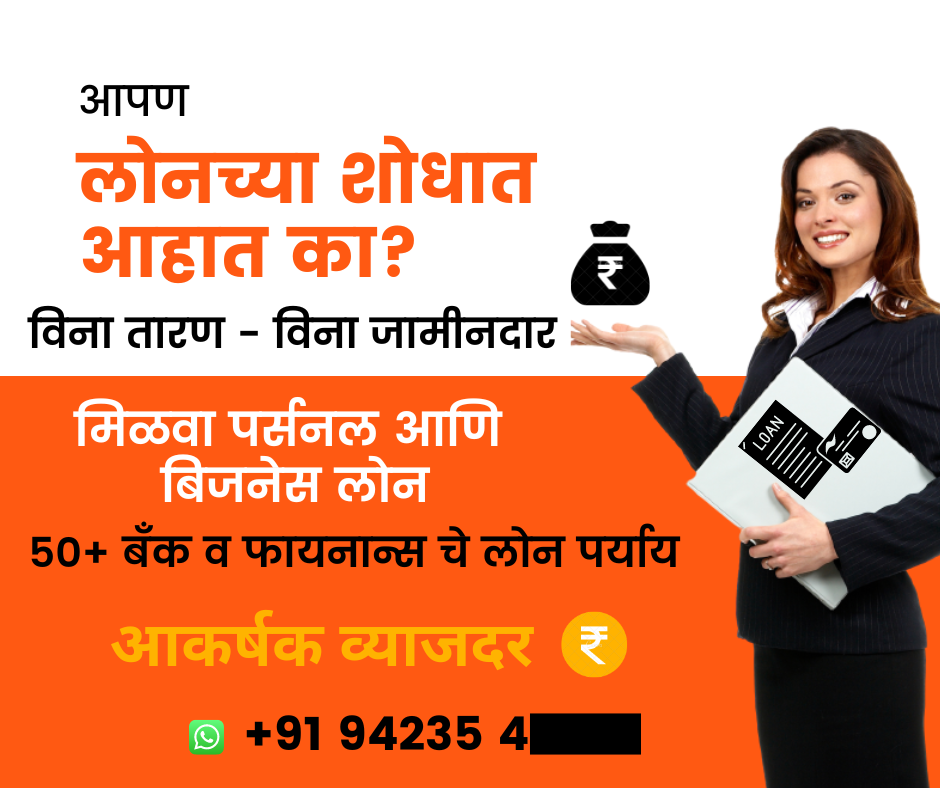 आपण
लोनच्या शोधात
आहात का?
विना तारण - विना जामीनदार
मिळवा पर्सनल आणि
बिजनेस लोन
50+ बँक व फायनान्स चे लोन पर्याय
आकर्षक व्याजदर ₹
+91 94235 4
₹
LOAN